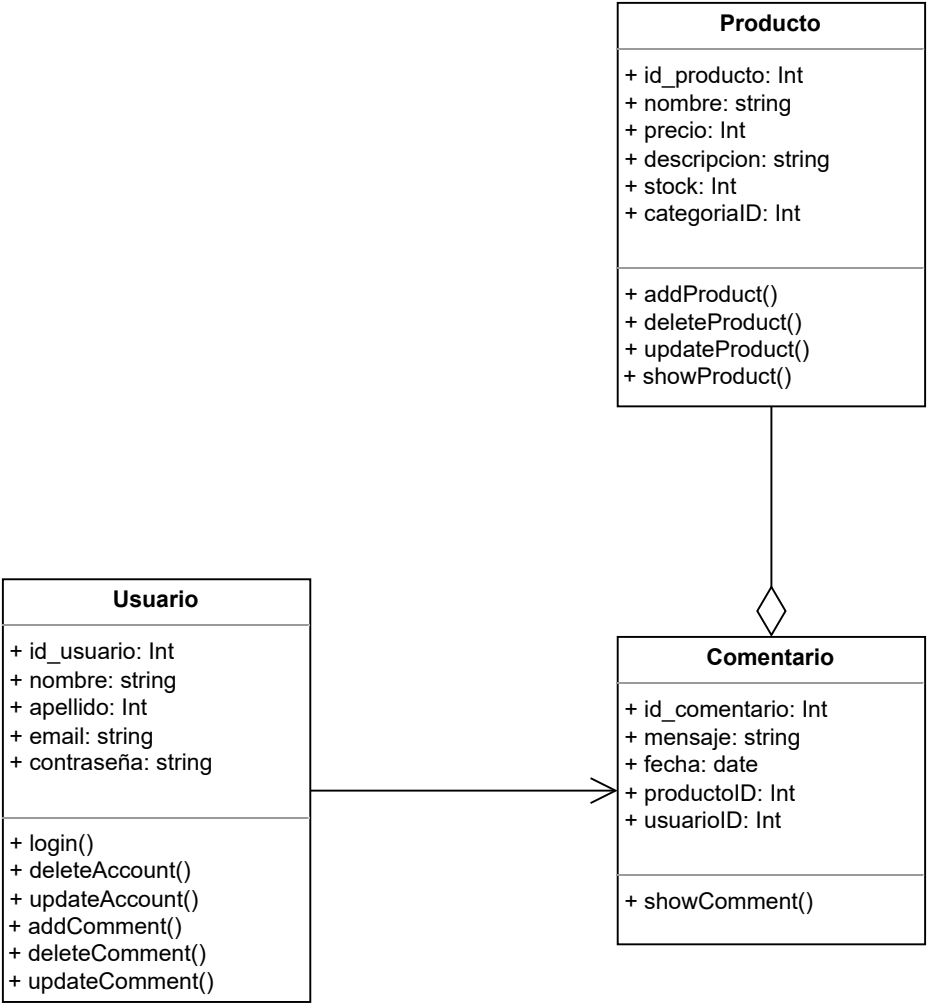 Producto
+ id_producto: Int
+ nombre: string
+ precio: Int
+ descripcion: string
+ stock: Int
+ categoriaID: Int
+ addProduct()
+ deleteProduct()
+ updateProduct()
+ showProduct()
Usuario
+ id_usuario: Int
+ nombre: string
+ apellido: Int
+ email: string
+ contraseña: string
+ login()
+ deleteAccount()
+ updateAccount()
+ addComment()
+ deleteComment()
+ updateComment()
Comentario
+ id_comentario: Int
+ mensaje: string
+ fecha: date
+ productoID: Int
+ usuarioID: Int
+ showComment()